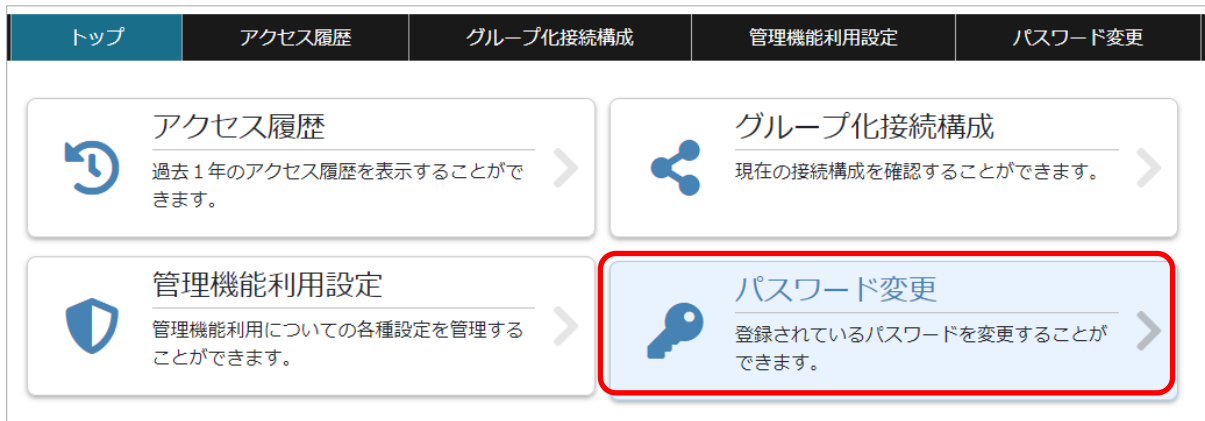 トップ アクセス履歴 グループ化接続構成 管理機能利用設定 パスワード変更
アクセス履歴
過去１年のアクセス履歴を表示することがで
きます。
グループ化接続構成
現在の接続構成を確認することができます。
管理機能利用設定
管理機能利用についての各種設定を管理する
ことができます。
パスワード変更
登録されているパスワードを変更することが
できます。